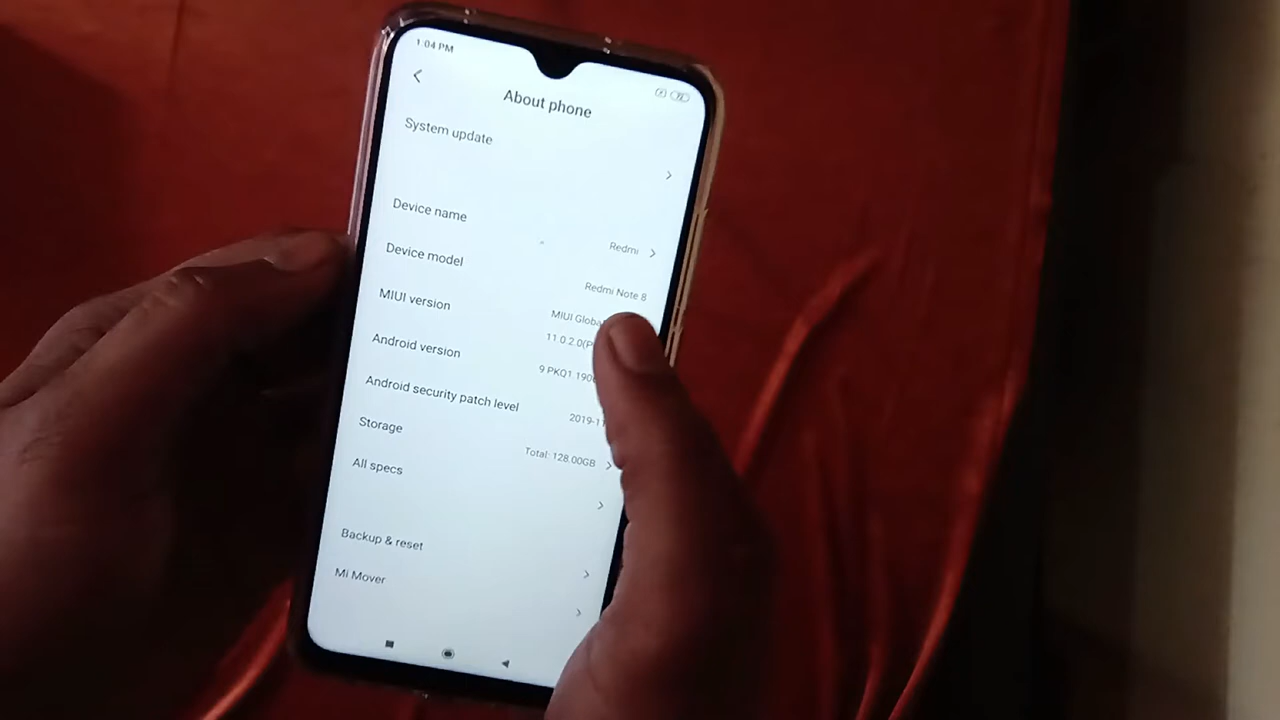 1:04 PM
About phone
System update
Device name
Redmi
Device model
Redmi Note 8
MIUI version
MIUI Globa
11.0.2.0(P
Android version
9 PKQ1.190
Android security patch level
2019-11
Storage
Total: 128.00GB
All specs
Backup & reset
Mi Mover